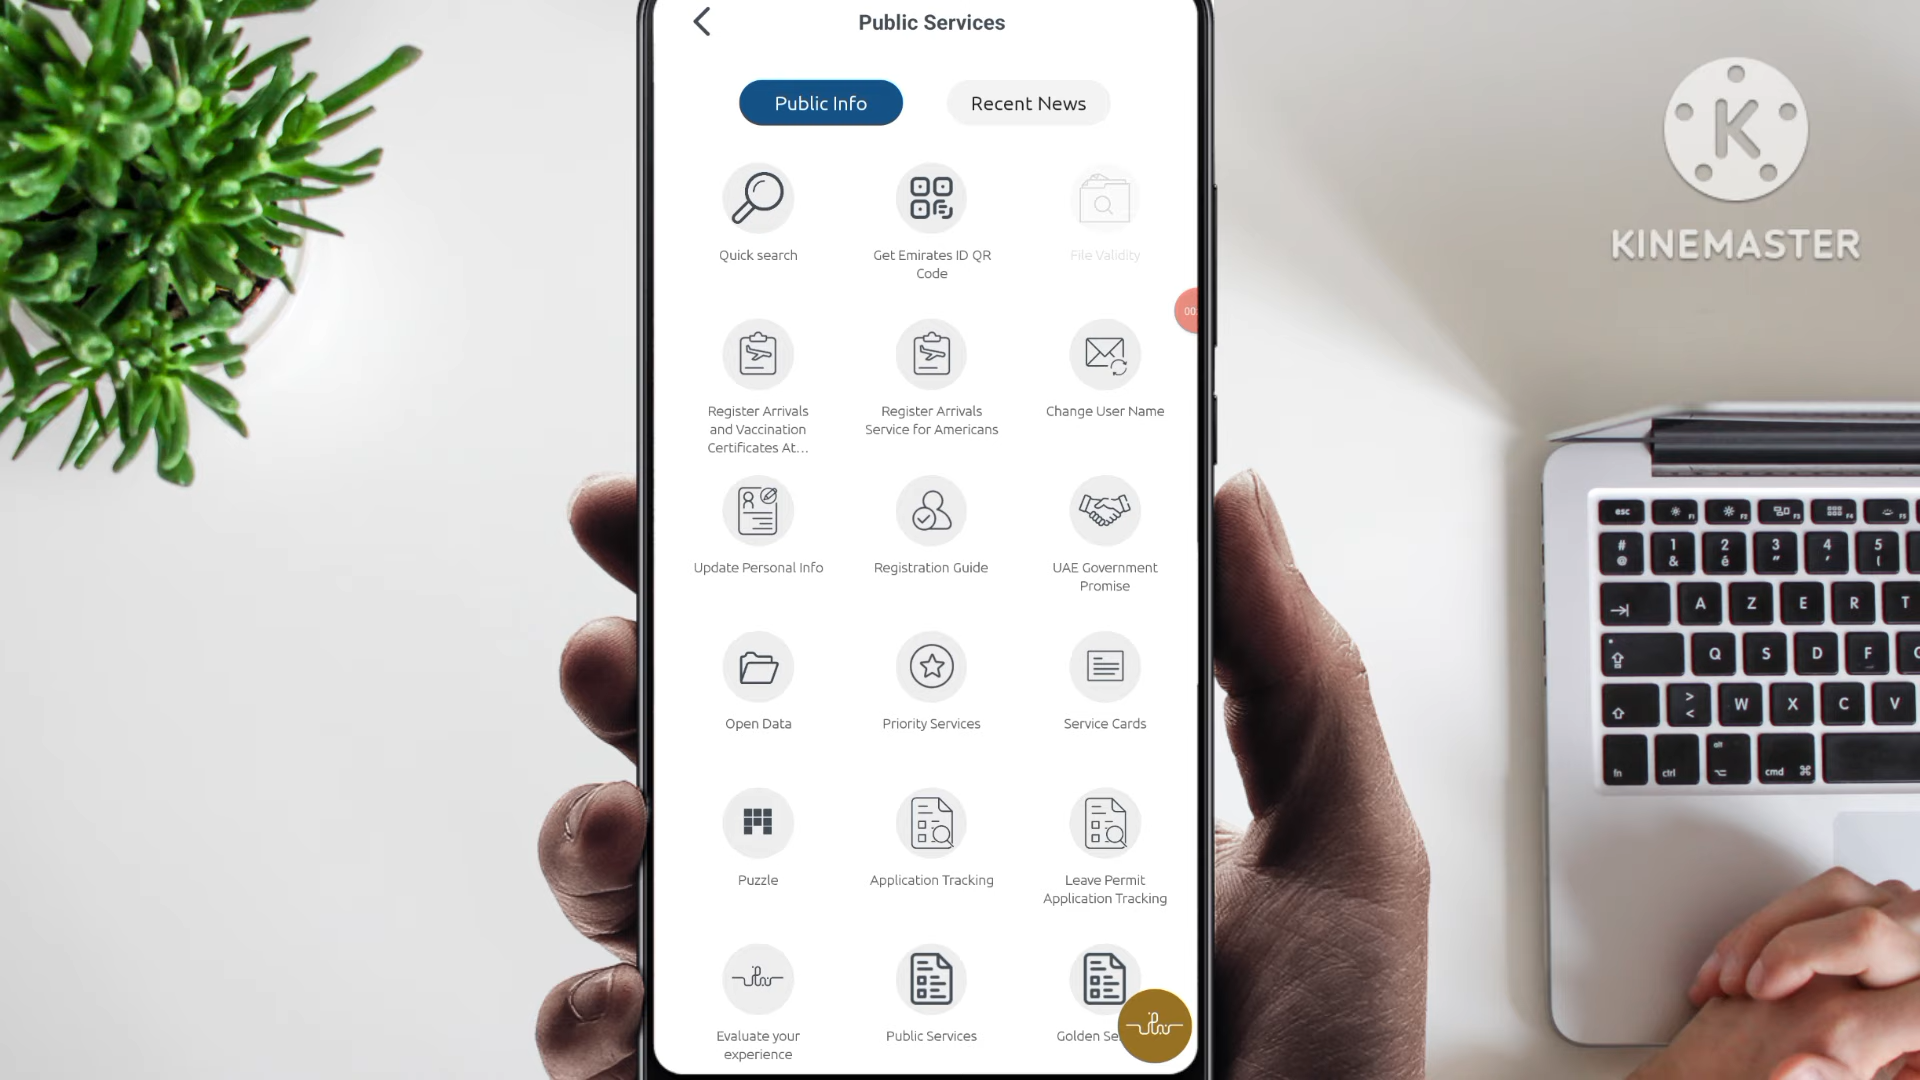 Public Services
Public Info
Recent News
Quick search
Get Emirates ID QR
Code
File Validity
00
Register Arrivals
and Vaccination
Certificates At...
Register Arrivals
Service for Americans
Change User Name
Update Personal Info
Registration Guide
UAE Government
Promise
Open Data
Priority Services
Service Cards
Puzzle
Application Tracking
Leave Permit
Application Tracking
Evaluate your
experience
Public Services
Golden Se
K
KINEMASTER
esc
# 1 2 3 4 5
@ & é " ' (
A Z E R T
Q S D F
> W X C V
<
fn ctrl alt cmd ⌘